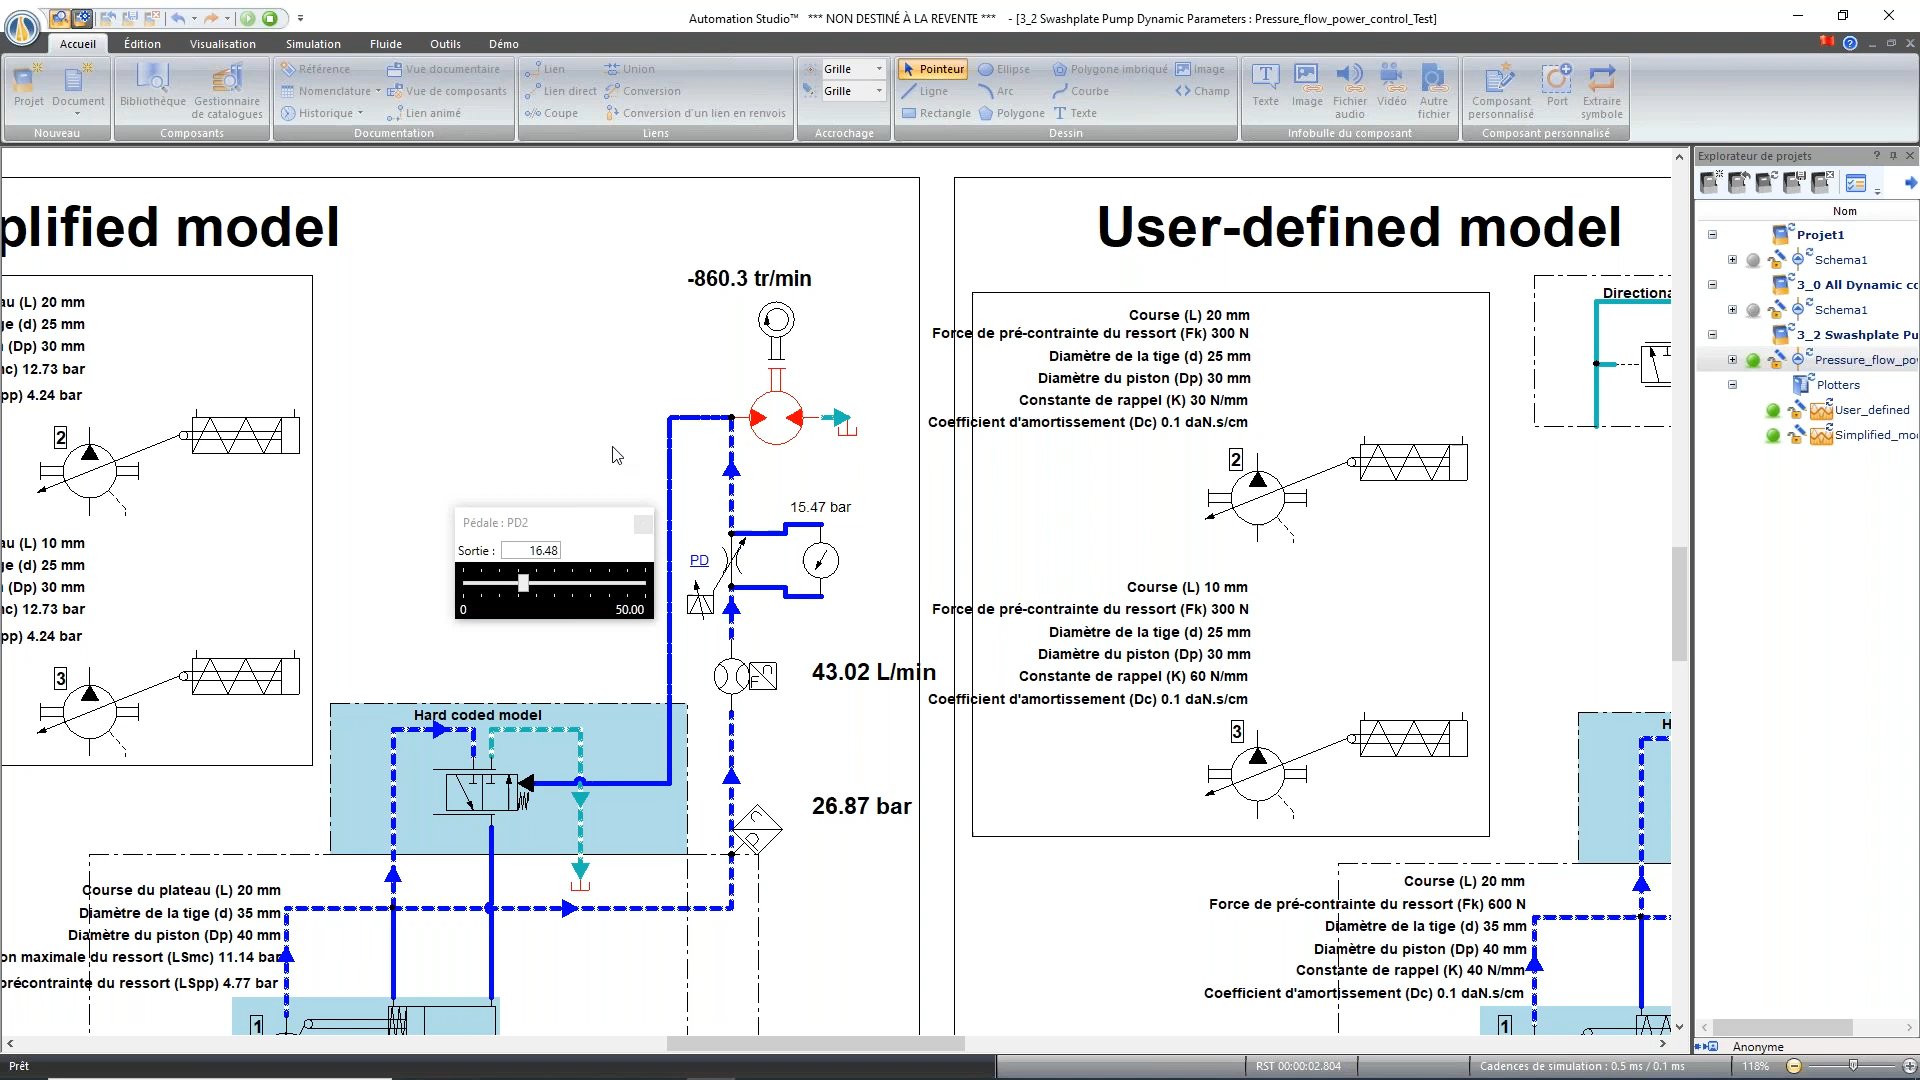 Automation Studio™ *** NON DESTINÉ À LA REVENTE *** - [3_2 Swashplate Pump Dynamic Parameters : Pressure_flow_power_control_Test]
Accueil Édition Visualisation Simulation Fluide Outils Démo
Projet Document
Nouveau
Bibliothèque Gestionnaire de catalogues
Composants
Référence Vue documentaire
Nomenclature Vue de composants
Historique Lien animé
Documentation
Lien Union
Lien direct Conversion
Coupe Conversion d'un lien en renvois
Liens
Grille
Grille
Accrochage
Pointeur Ellipse Polygone imbriqué Image
Ligne Arc Courbe Champ
Rectangle Polygone Texte
Dessin
Texte Image Fichier audio Vidéo Autre fichier
Infobulle du composant
Composant personnalisé Port Extraire symbole
Composant personnalisé
plified model
au (L) 20 mm
ge (d) 25 mm
(Dp) 30 mm
nc) 12.73 bar
pp) 4.24 bar
2
au (L) 10 mm
ge (d) 25 mm
(Dp) 30 mm
nc) 12.73 bar
pp) 4.24 bar
3
-860.3 tr/min
15.47 bar
PD
Pédale : PD2
Sortie : 16.48
0 50.00
43.02 L/min
26.87 bar
Hard coded model
Course du plateau (L) 20 mm
Diamètre de la tige (d) 35 mm
Diamètre du piston (Dp) 40 mm
on maximale du ressort (LSmc) 11.14 bar
précontrainte du ressort (LSpp) 4.77 bar
1
User-defined model
Course (L) 20 mm
Force de pré-contrainte du ressort (Fk) 300 N
Diamètre de la tige (d) 25 mm
Diamètre du piston (Dp) 30 mm
Constante de rappel (K) 30 N/mm
Coefficient d'amortissement (Dc) 0.1 daN.s/cm
2
Course (L) 10 mm
Force de pré-contrainte du ressort (Fk) 300 N
Diamètre de la tige (d) 25 mm
Diamètre du piston (Dp) 30 mm
Constante de rappel (K) 60 N/mm
Coefficient d'amortissement (Dc) 0.1 daN.s/cm
3
Directiona
H
Course (L) 20 mm
Force de pré-contrainte du ressort (Fk) 600 N
Diamètre de la tige (d) 35 mm
Diamètre du piston (Dp) 40 mm
Constante de rappel (K) 40 N/mm
Coefficient d'amortissement (Dc) 0.1 daN.s/cm
1
Explorateur de projets
Nom
Projet1
Schema1
3_0 All Dynamic co
Schema1
3_2 Swashplate Pu
Pressure_flow_po
Plotters
User_defined
Simplified_mo
Anonyme
Prêt RST 00:00:02.804 Cadences de simulation : 0.5 ms / 0.1 ms 118%